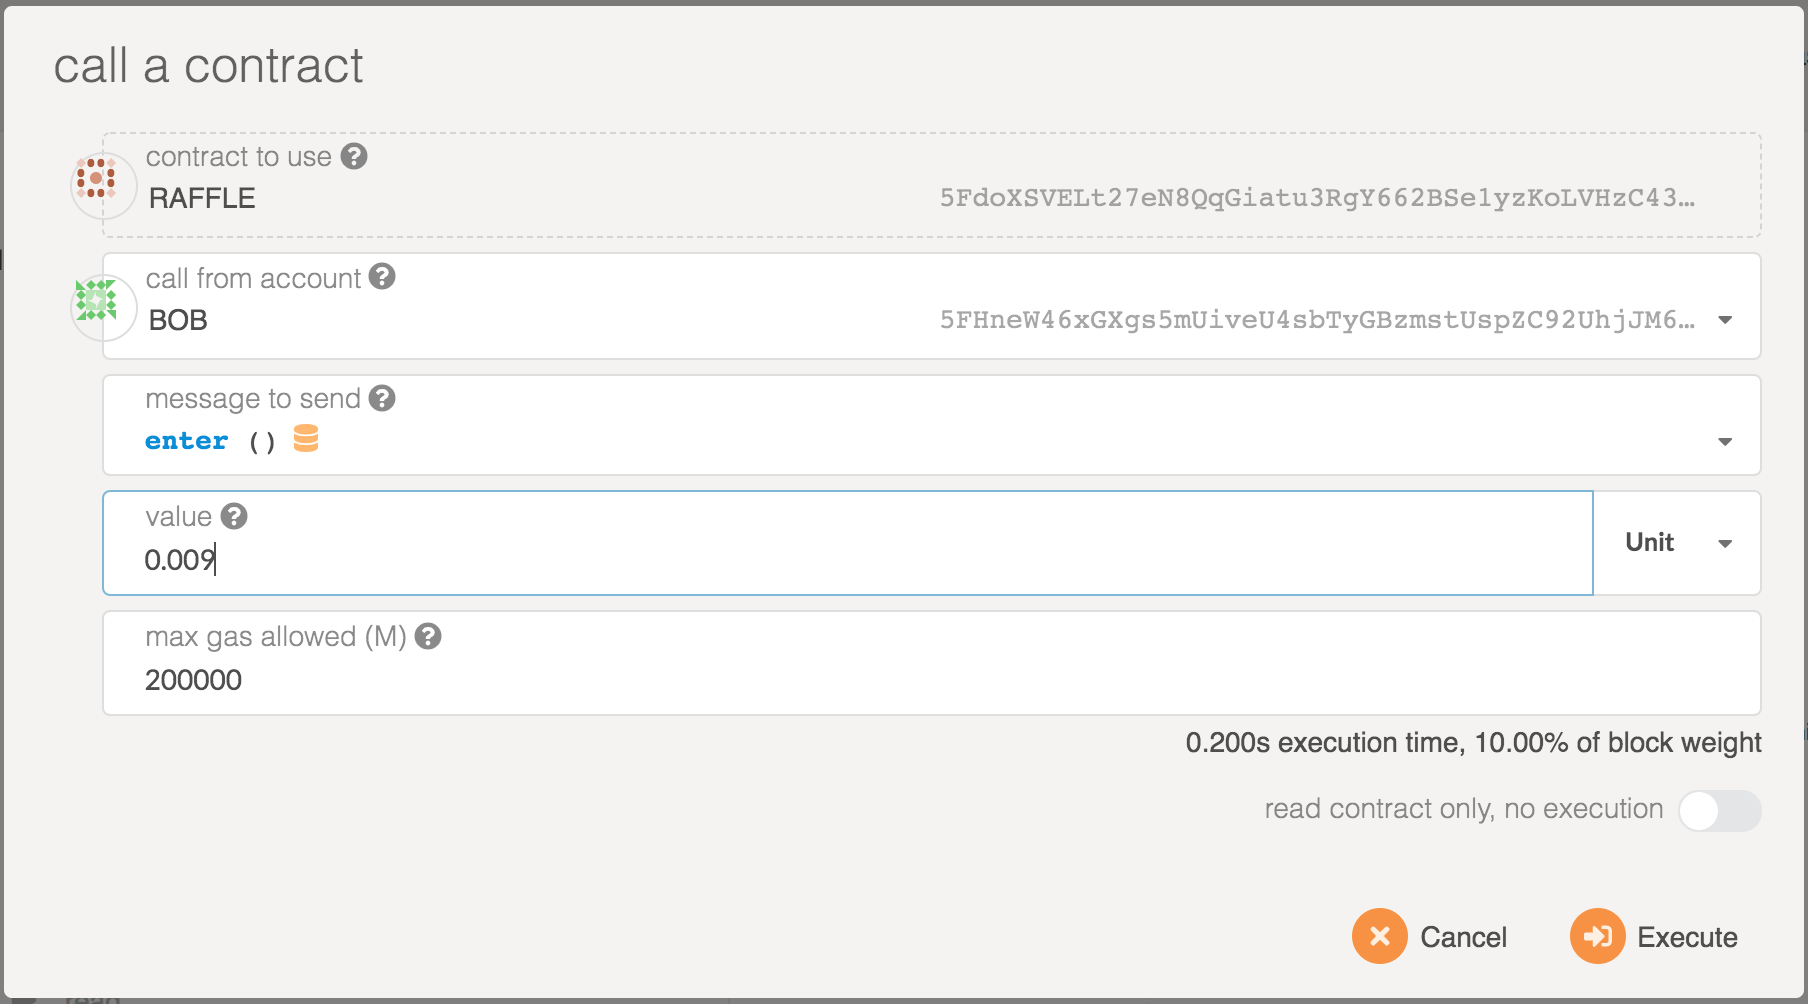 call a contract
contract to use
RAFFLE
5FdoXSVELt27eN8QqGiatu3RgY662BSe1yzKoLVHzC43…
call from account
BOB
5FHneW46xGXgs5mUiveU4sbTyGBzmstUspZC92UhjJM6…
message to send
enter ()
value
0.009
Unit
max gas allowed (M)
200000
0.200s execution time, 10.00% of block weight
read contract only, no execution
Cancel
Execute
read